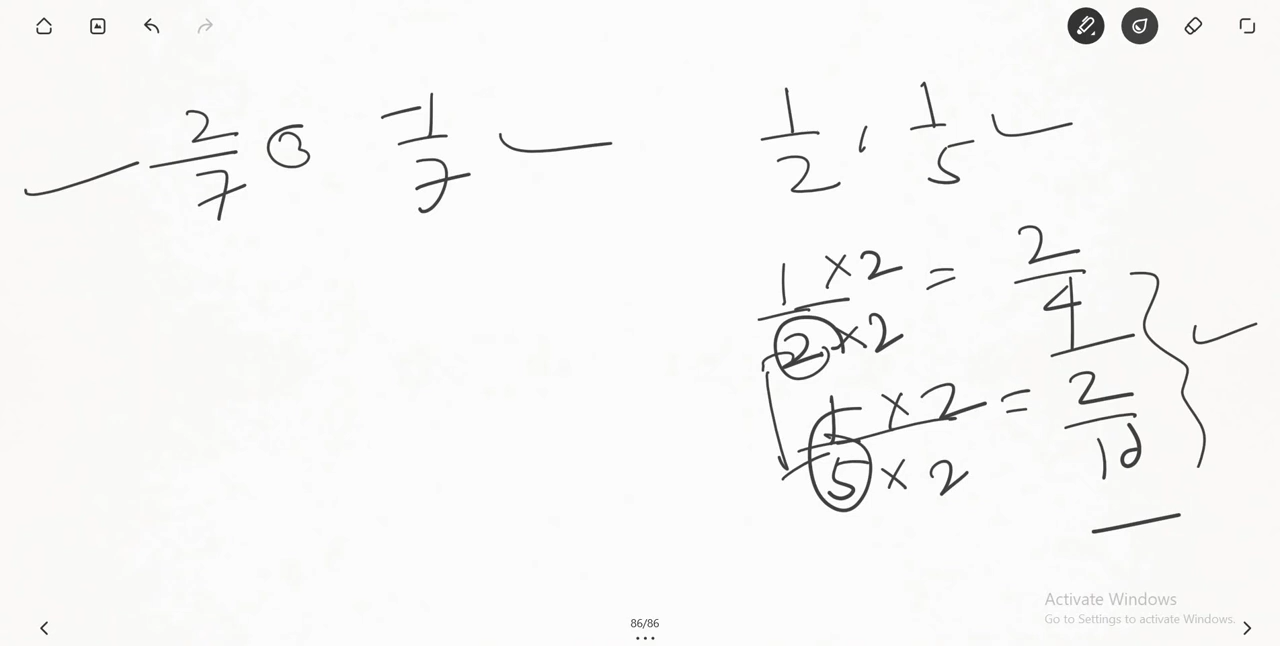 2/7 3 -1/7
1/2 , 1/5
1 × 2 / 2 × 2 = 2/4
1 × 2 / 5 × 2 = 2/10
Activate Windows
Go to Settings to activate Windows.
86/86